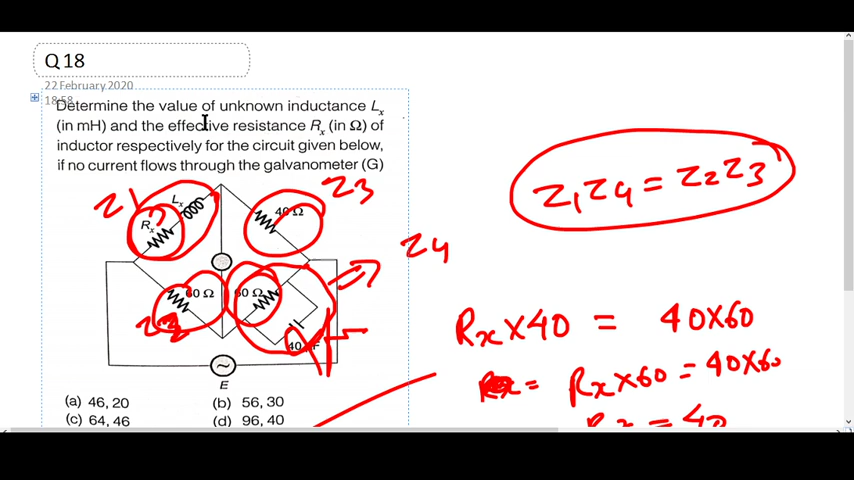 Q 18
22 February 2020
18:58
Determine the value of unknown inductance Lx
(in mH) and the effective resistance Rx (in Ω) of
inductor respectively for the circuit given below,
if no current flows through the galvanometer (G)
Z1
Z3
Lx
Rx
40 Ω
Z1Z4 = Z2Z3
Z4
60 Ω
60 Ω
Z2
40
E
Rx×40 = 40×60
= Rx×60 = 40×60
Rx = 40
(a) 46, 20
(b) 56, 30
(c) 64, 46
(d) 96, 40